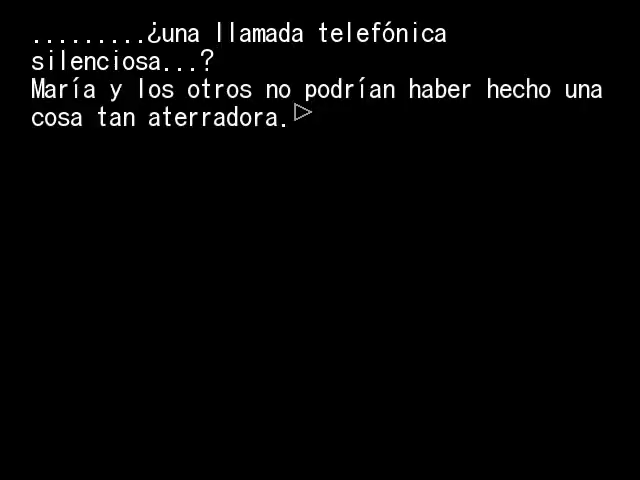 .........¿una llamada telefónica
silenciosa...?
María y los otros no podrían haber hecho una
cosa tan aterradora.